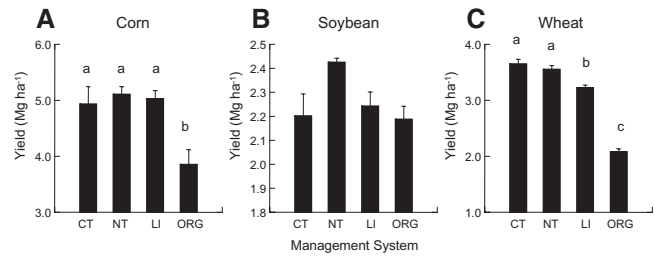 A Corn
B Soybean
C Wheat
Yield (Mg ha⁻¹)
6.0
5.0
4.0
3.0
a a a b
CT NT LI ORG
Yield (Mg ha⁻¹)
2.5
2.4
2.3
2.2
2.1
2.0
1.9
1.8
CT NT LI ORG
Management System
Yield (Mg ha⁻¹)
4.0
3.0
2.0
1.0
a a b c
CT NT LI ORG